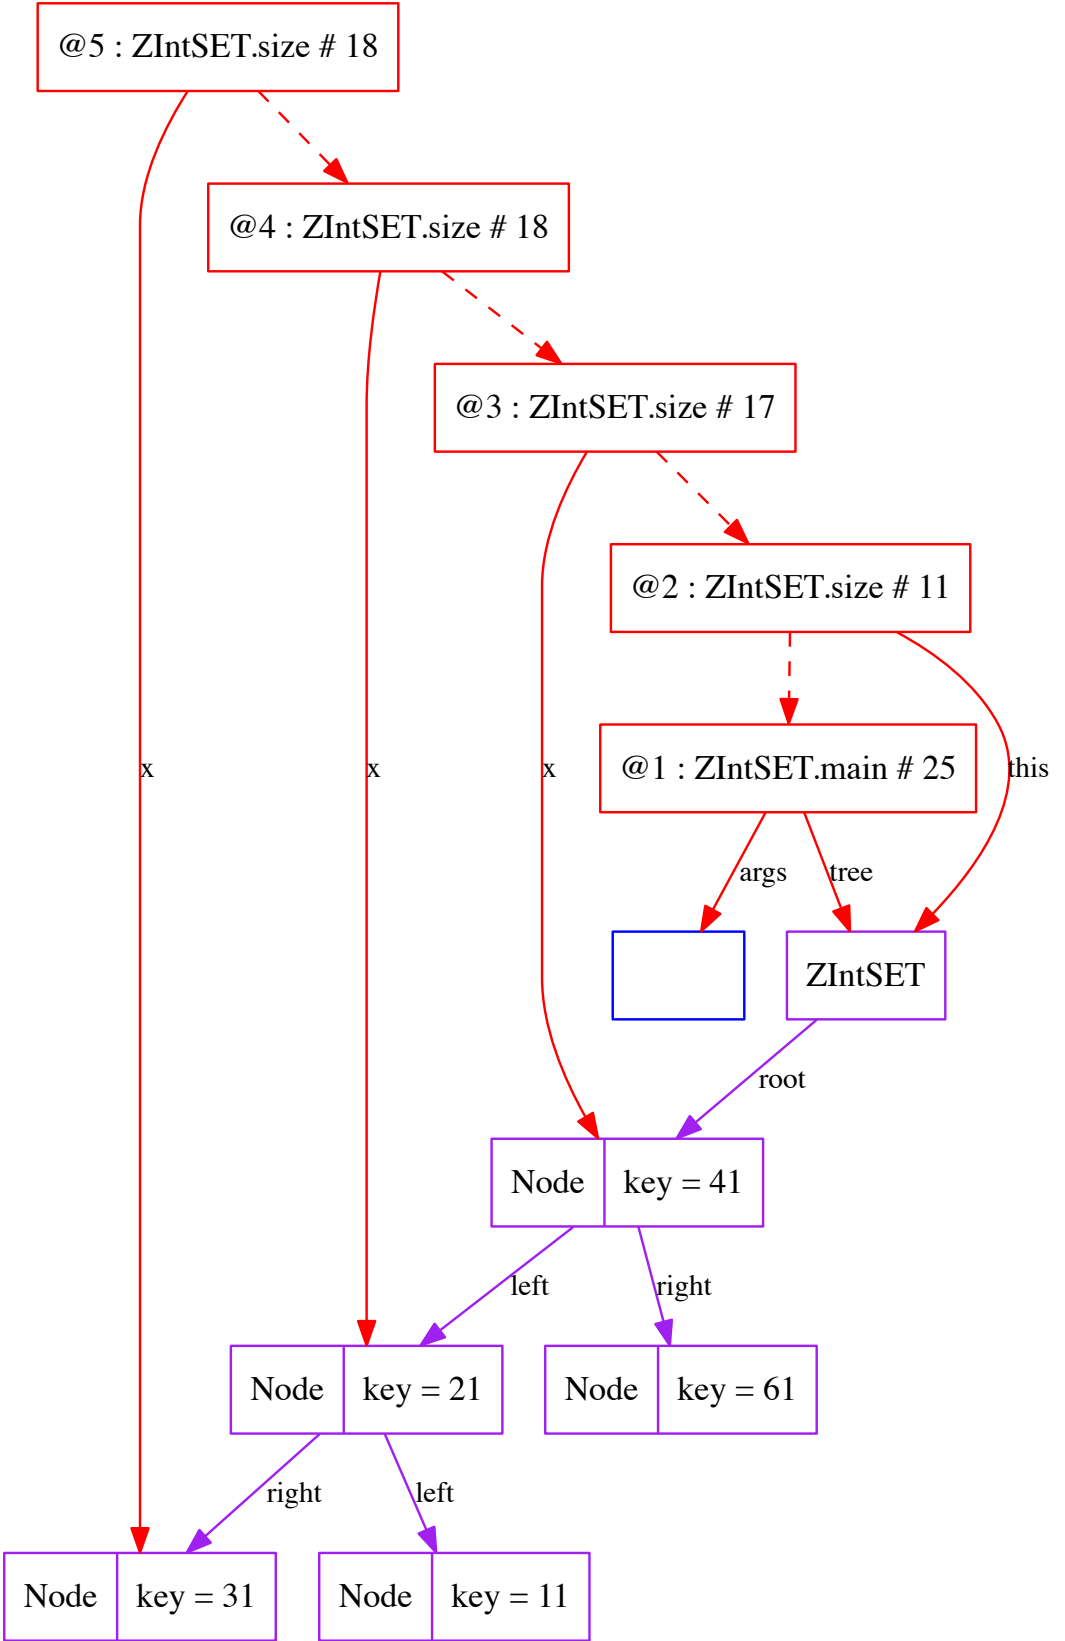 @5 : ZIntSET.size # 18
@4 : ZIntSET.size # 18
@3 : ZIntSET.size # 17
@2 : ZIntSET.size # 11
x
x
x
@1 : ZIntSET.main # 25
this
args
tree
ZIntSET
root
Node key = 41
left
right
Node key = 21
Node key = 61
right
left
Node key = 31
Node key = 11